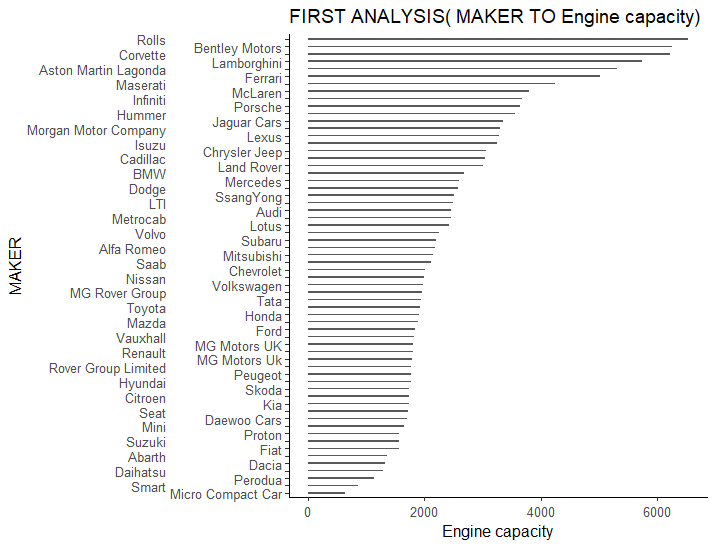 FIRST ANALYSIS( MAKER TO Engine capacity)
Rolls
Bentley Motors
Corvette
Lamborghini
Aston Martin Lagonda
Ferrari
Maserati
McLaren
Infiniti
Porsche
Hummer
Jaguar Cars
Morgan Motor Company
Lexus
Isuzu
Chrysler Jeep
Cadillac
Land Rover
BMW
Mercedes
Dodge
SsangYong
LTI
Audi
Metrocab
Lotus
Volvo
Subaru
Alfa Romeo
Mitsubishi
Saab
Chevrolet
Nissan
Volkswagen
MG Rover Group
Tata
Toyota
Honda
Mazda
Ford
Vauxhall
MG Motors UK
Renault
MG Motors Uk
Rover Group Limited
Peugeot
Hyundai
Skoda
Citroen
Kia
Seat
Daewoo Cars
Mini
Proton
Suzuki
Fiat
Abarth
Dacia
Daihatsu
Perodua
Smart
Micro Compact Car
MAKER
0 2000 4000 6000
Engine capacity